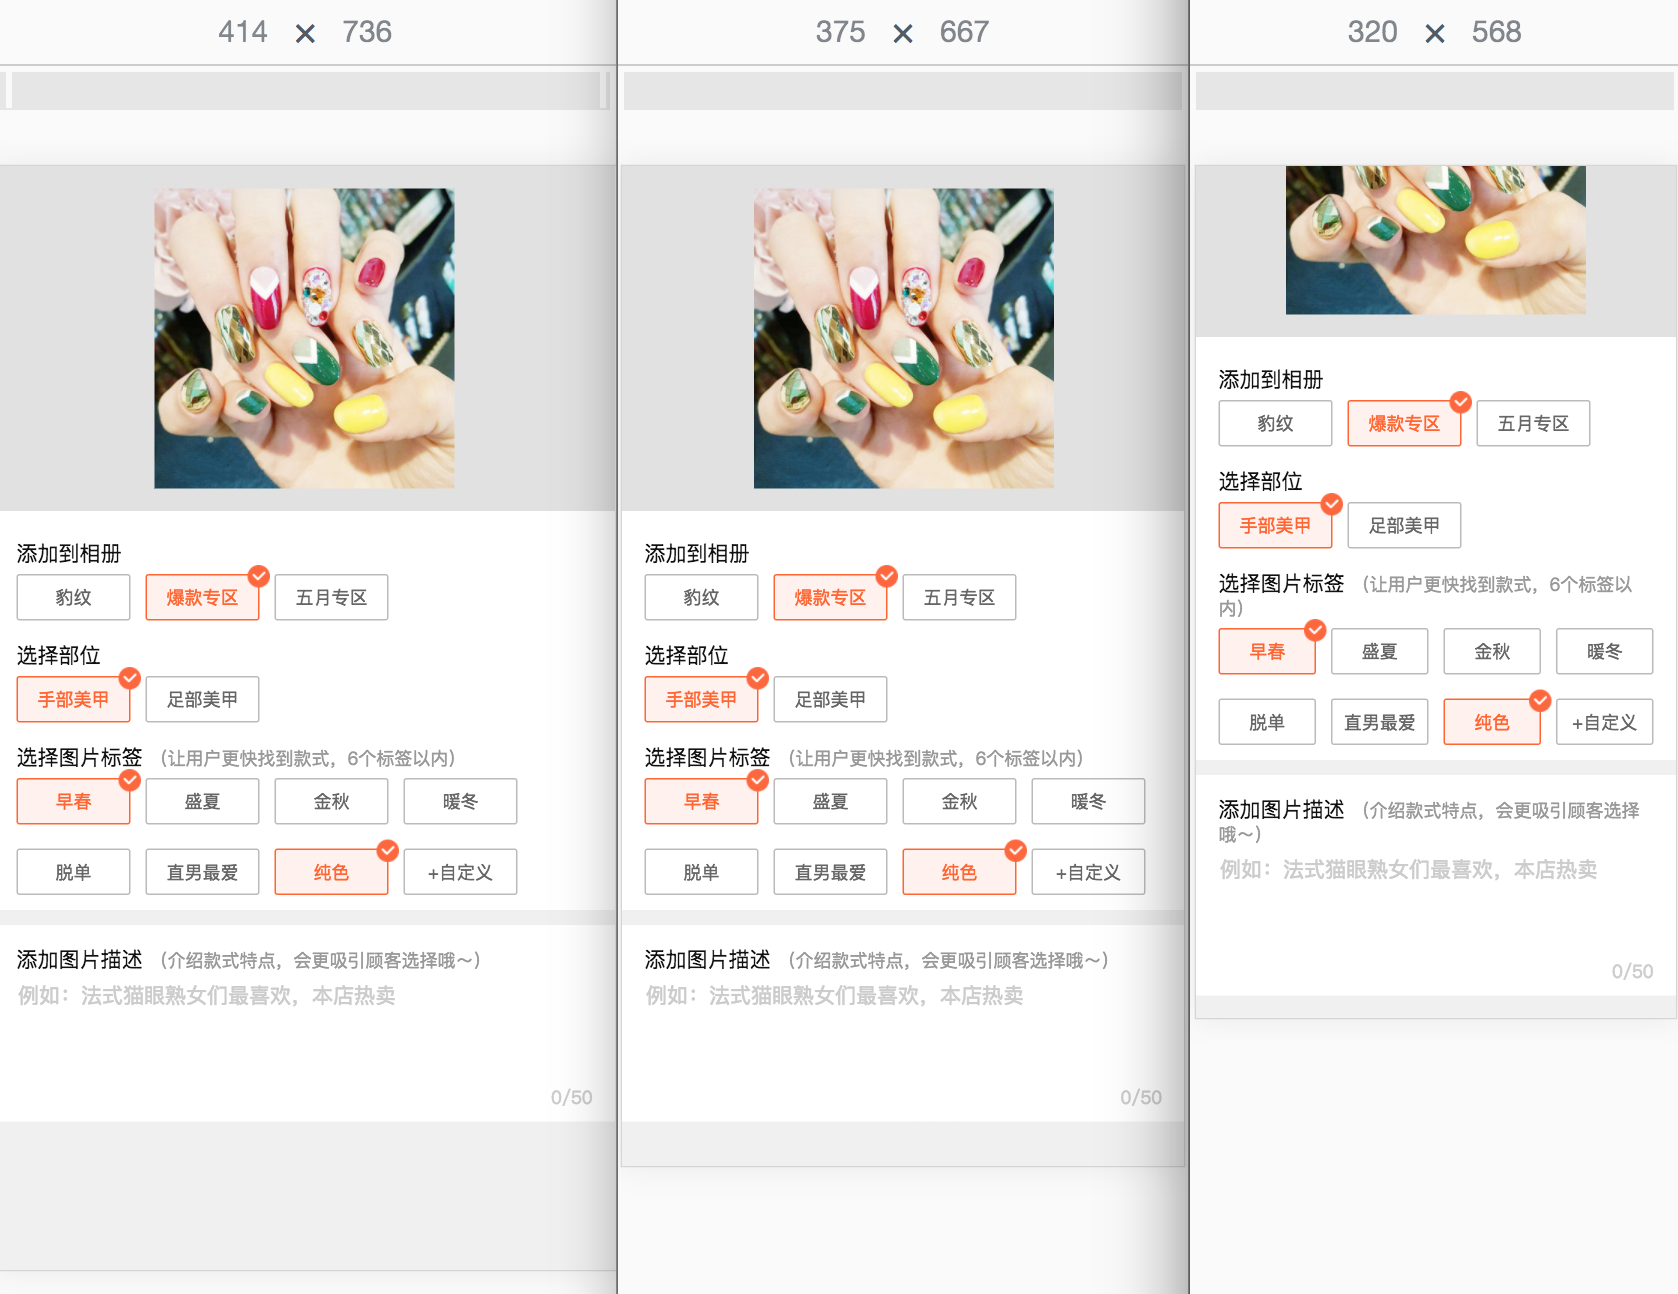 414 × 736
添加到相册
豹纹 爆款专区 五月专区
选择部位
手部美甲 足部美甲
选择图片标签 （让用户更快找到款式，6个标签以内）
早春 盛夏 金秋 暖冬
脱单 直男最爱 纯色 +自定义
添加图片描述 （介绍款式特点，会更吸引顾客选择哦～）
例如：法式猫眼熟女们最喜欢，本店热卖
0/50
375 × 667
添加到相册
豹纹 爆款专区 五月专区
选择部位
手部美甲 足部美甲
选择图片标签 （让用户更快找到款式，6个标签以内）
早春 盛夏 金秋 暖冬
脱单 直男最爱 纯色 +自定义
添加图片描述 （介绍款式特点，会更吸引顾客选择哦～）
例如：法式猫眼熟女们最喜欢，本店热卖
0/50
320 × 568
添加到相册
豹纹 爆款专区 五月专区
选择部位
手部美甲 足部美甲
选择图片标签 （让用户更快找到款式，6个标签以
内）
早春 盛夏 金秋 暖冬
脱单 直男最爱 纯色 +自定义
添加图片描述 （介绍款式特点，会更吸引顾客选择
哦～）
例如：法式猫眼熟女们最喜欢，本店热卖
0/50